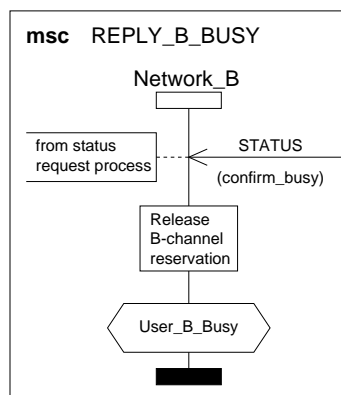 msc REPLY_B_BUSY
Network_B
from status
request process
STATUS
(confirm_busy)
Release
B-channel
reservation
User_B_Busy